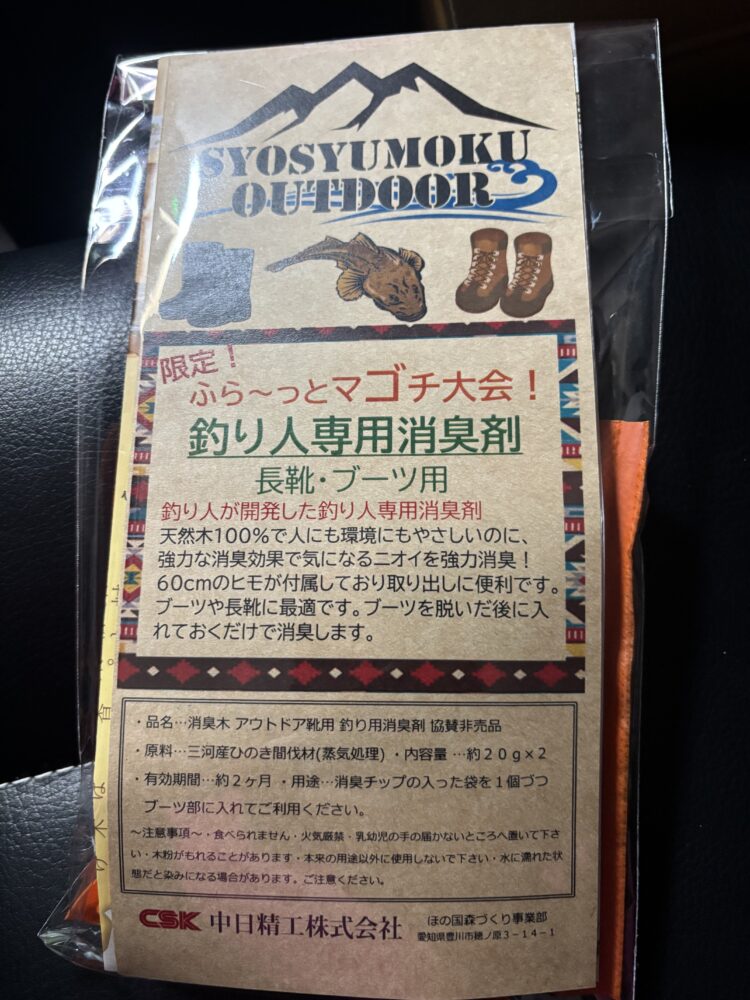 SYOSYUMOKU
OUTDOOR
限定！
ふら～っとマゴチ大会！
釣り人専用消臭剤
長靴・ブーツ用
釣り人が開発した釣り人専用消臭剤
天然木100％で人にも環境にもやさしいのに、
強力な消臭効果で気になるニオイを強力消臭！
60cmのヒモが付属しており取り出しに便利です。
ブーツや長靴に最適です。ブーツを脱いだ後に入
れておくだけで消臭します。
・品名…消臭木 アウトドア靴用 釣り用消臭剤 協賛非売品
・原料…三河産ひのき間伐材(蒸気処理) ・内容量 …約２０g×２
・有効期間…約２ヶ月 ・用途…消臭チップの入った袋を１個づつ
ブーツ部に入れてご利用ください。
～注意事項～・食べられません・火気厳禁・乳幼児の手の届かないところへ置いて下さ
い・木粉がもれることがあります・本来の用途以外に使用しないで下さい・水に濡れた状
態だと染みになる場合があります。ご注意ください。
CSK 中日精工株式会社
ほの国森づくり事業部
愛知県豊川市穂ノ原３－１４－１